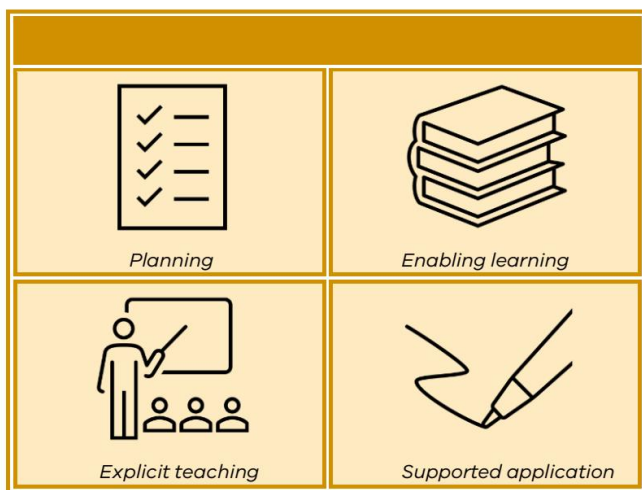 Planning
Enabling learning
Explicit teaching
Supported application